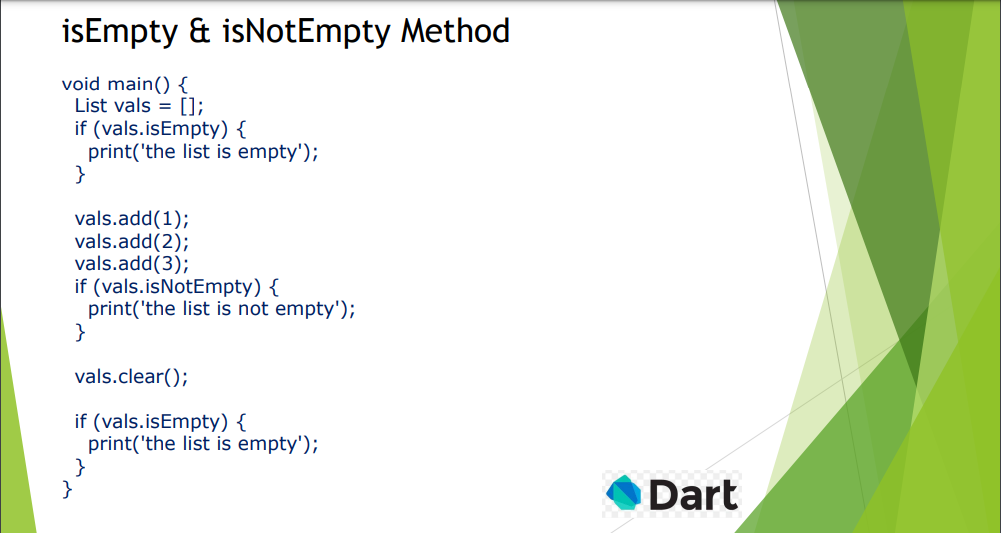 isEmpty & isNotEmpty Method
void main() {
List vals = [];
if (vals.isEmpty) {
print('the list is empty');
}
vals.add(1);
vals.add(2);
vals.add(3);
if (vals.isNotEmpty) {
print('the list is not empty');
}
vals.clear();
if (vals.isEmpty) {
print('the list is empty');
}
}
Dart